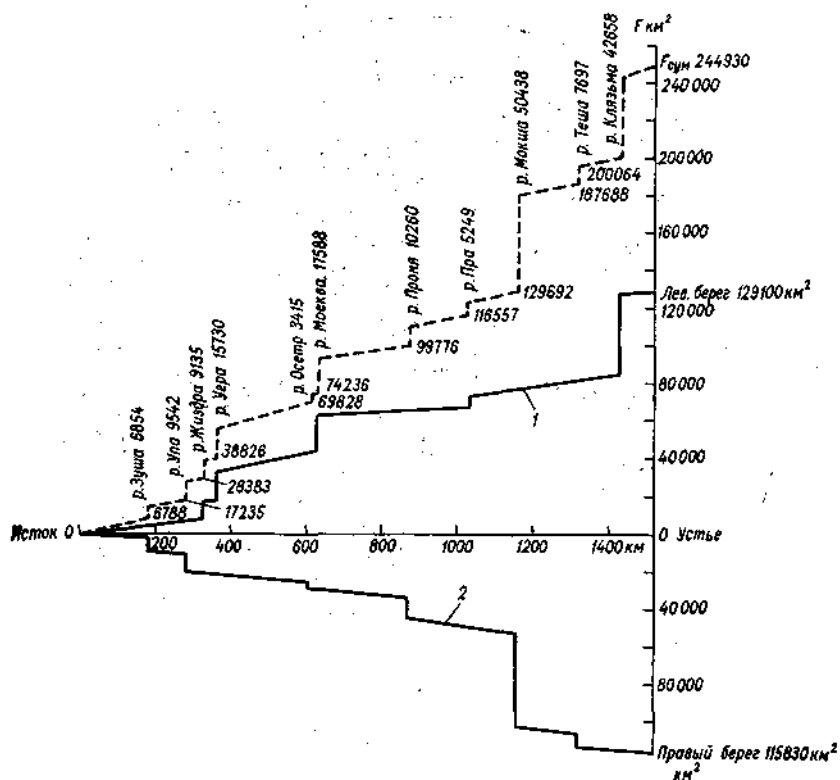 F км²
Fсум 244930
240 000
200 000
160 000
Лев. берег 129100 км²
120 000
80 000
40 000
0 Устье
40 000
80 000
Правый берег 115830 км²
км²
Исток 0
200
400
600
800
1000
1200
1400 км
р. Зуша 6854
р. Упа 9542
р. Жиздра 9135
р. Угра 15730
р. Осетр 3415
р. Москва 17588
р. Проня 10260
р. Пра 5249
р. Мокша 50438
р. Теша 7697
р. Клязьма 42658
8788
17235
28383
38826
69828
74236
99776
116557
129692
187688
200064
1
2